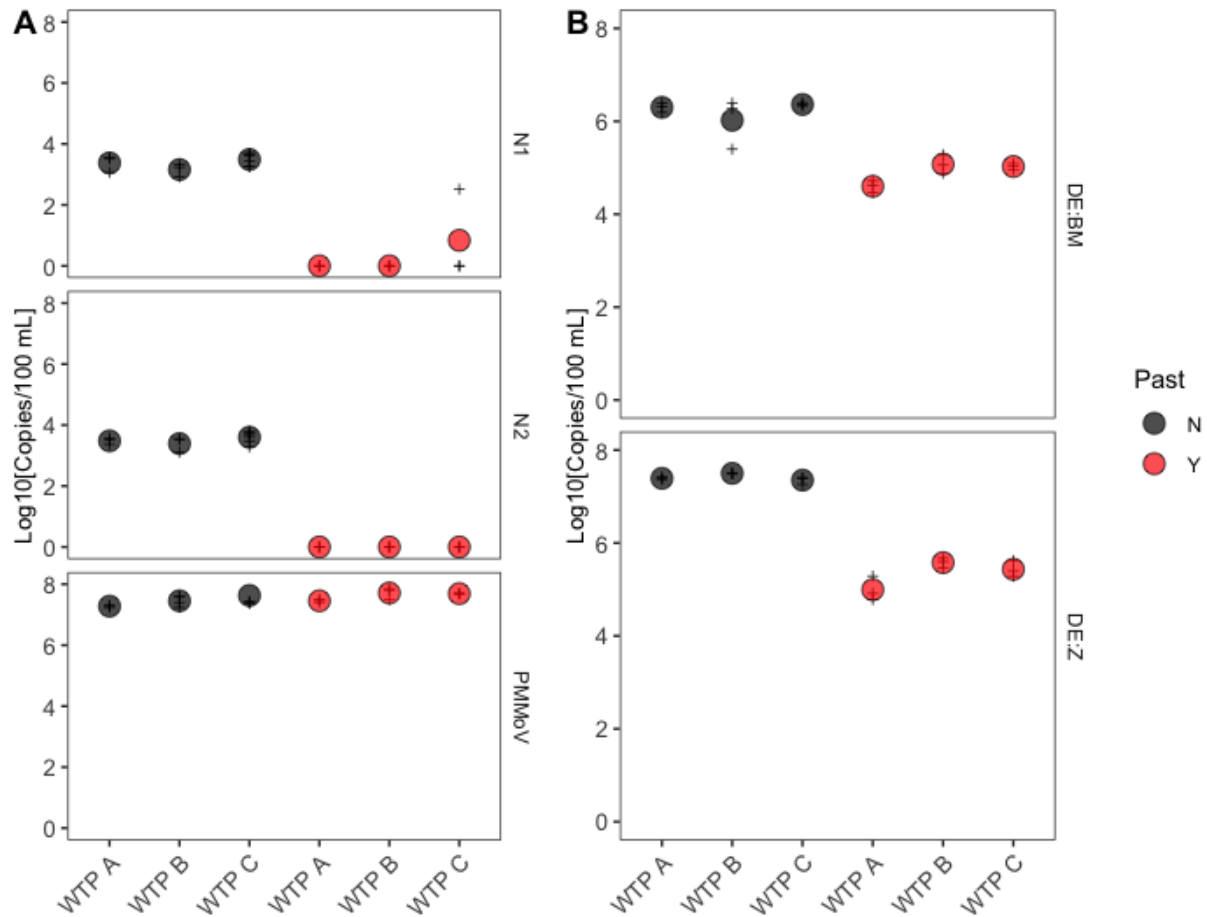 A
8
6
4
2
0
N1
8
6
4
2
0
N2
8
6
4
2
0
PMMoV
Log10[Copies/100 mL]
WTP A
WTP B
WTP C
WTP A
WTP B
WTP C
B
8
6
4
2
0
DE:BM
8
6
4
2
0
DE:Z
Log10[Copies/100 mL]
WTP A
WTP B
WTP C
WTP A
WTP B
WTP C
Past
N
Y